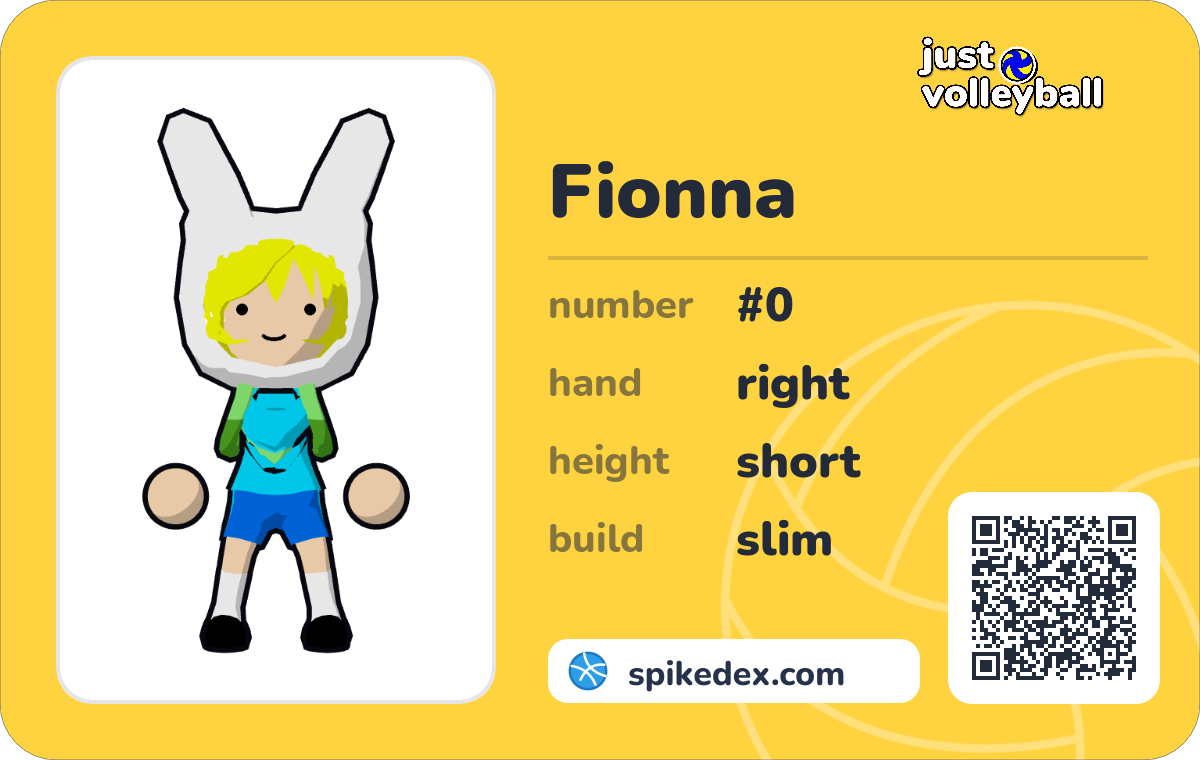 just
volleyball
Fionna
number #0
hand right
height short
build slim
spikedex.com